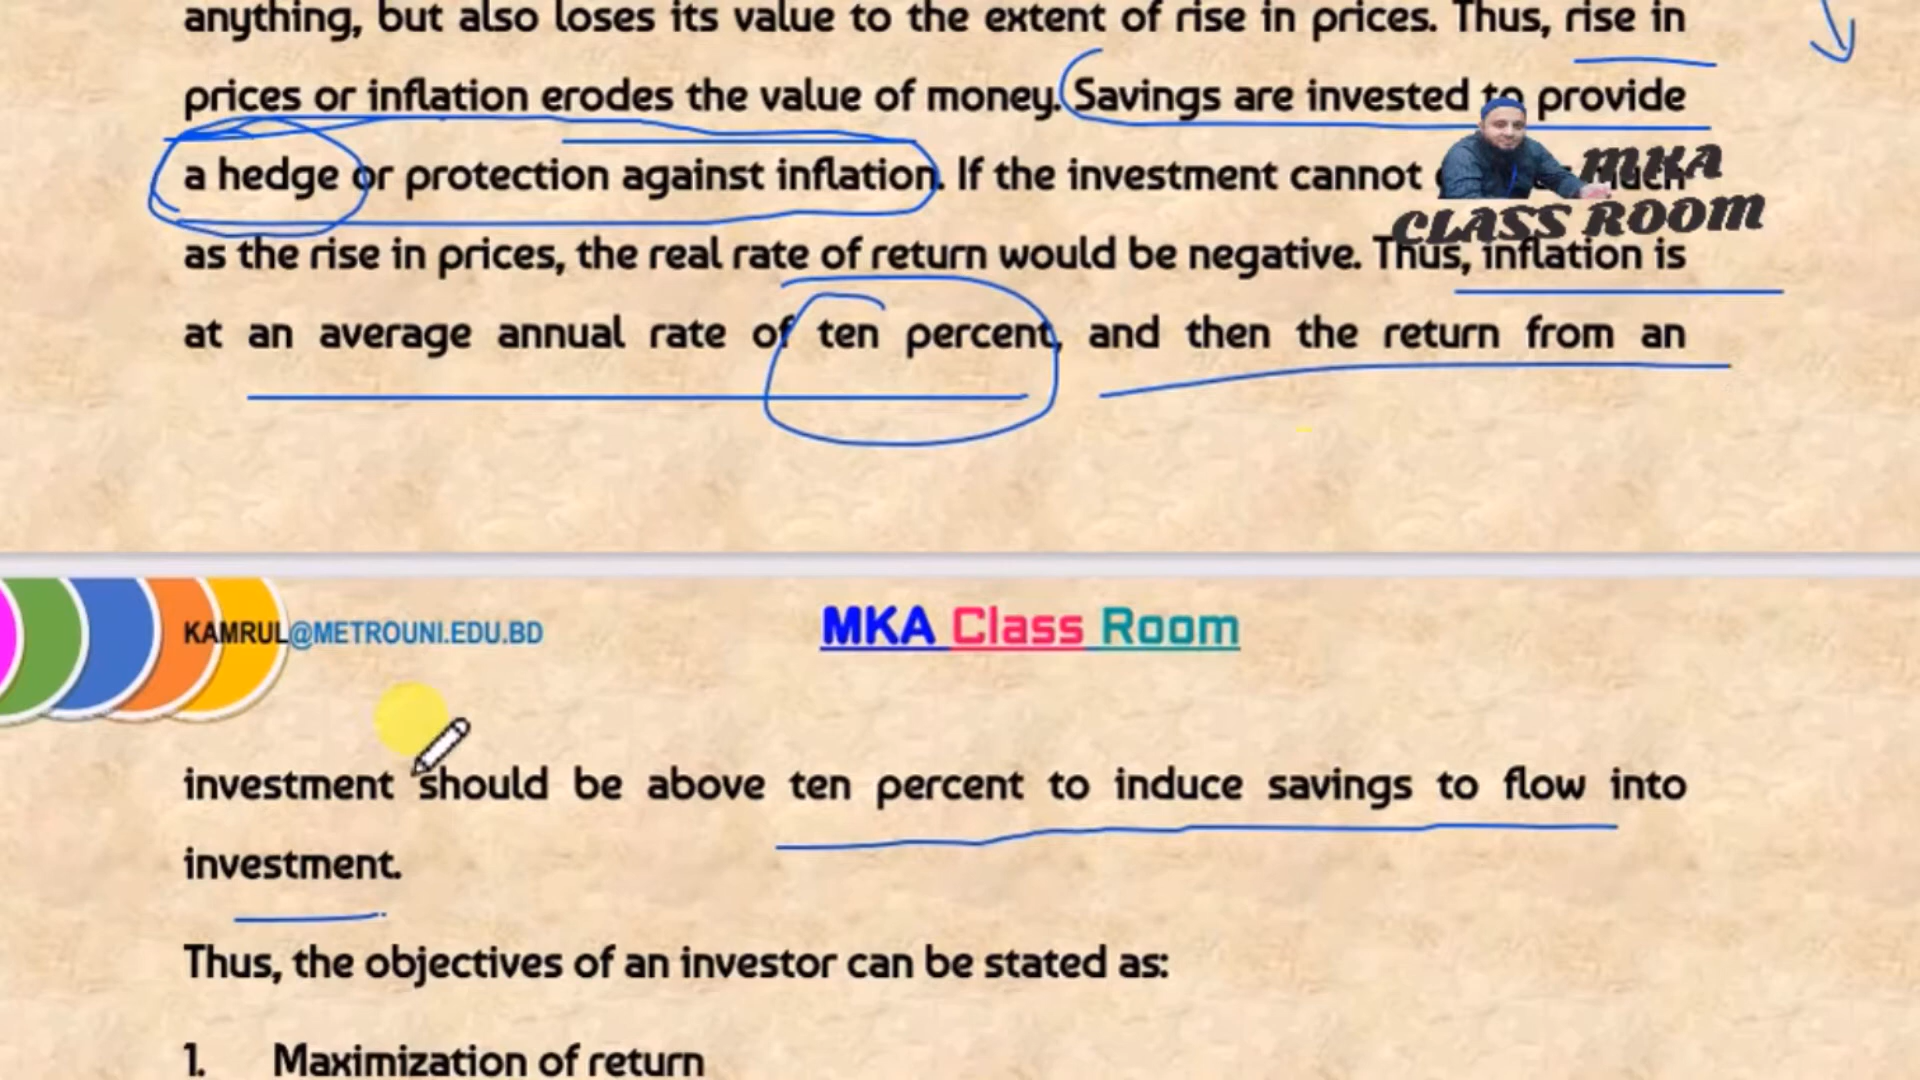 anything, but also loses its value to the extent of rise in prices. Thus, rise in
prices or inflation erodes the value of money. Savings are invested to provide
a hedge or protection against inflation. If the investment cannot
MKA
CLASS ROOM
as the rise in prices, the real rate of return would be negative. Thus, inflation is
at an average annual rate of ten percent, and then the return from an
KAMRUL@METROUNI.EDU.BD
MKA Class Room
investment should be above ten percent to induce savings to flow into
investment.
Thus, the objectives of an investor can be stated as:
1. Maximization of return